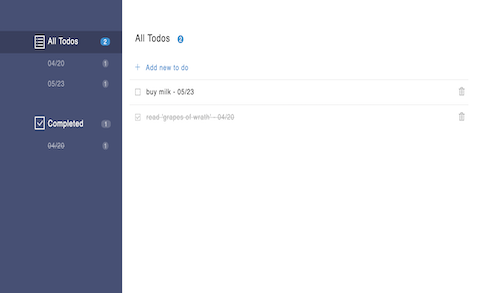 All Todos 2
04/20 1
05/23 1
Completed 1
04/20 1
All Todos 2
+ Add new to do
buy milk - 05/23
read 'grapes of wrath' - 04/20